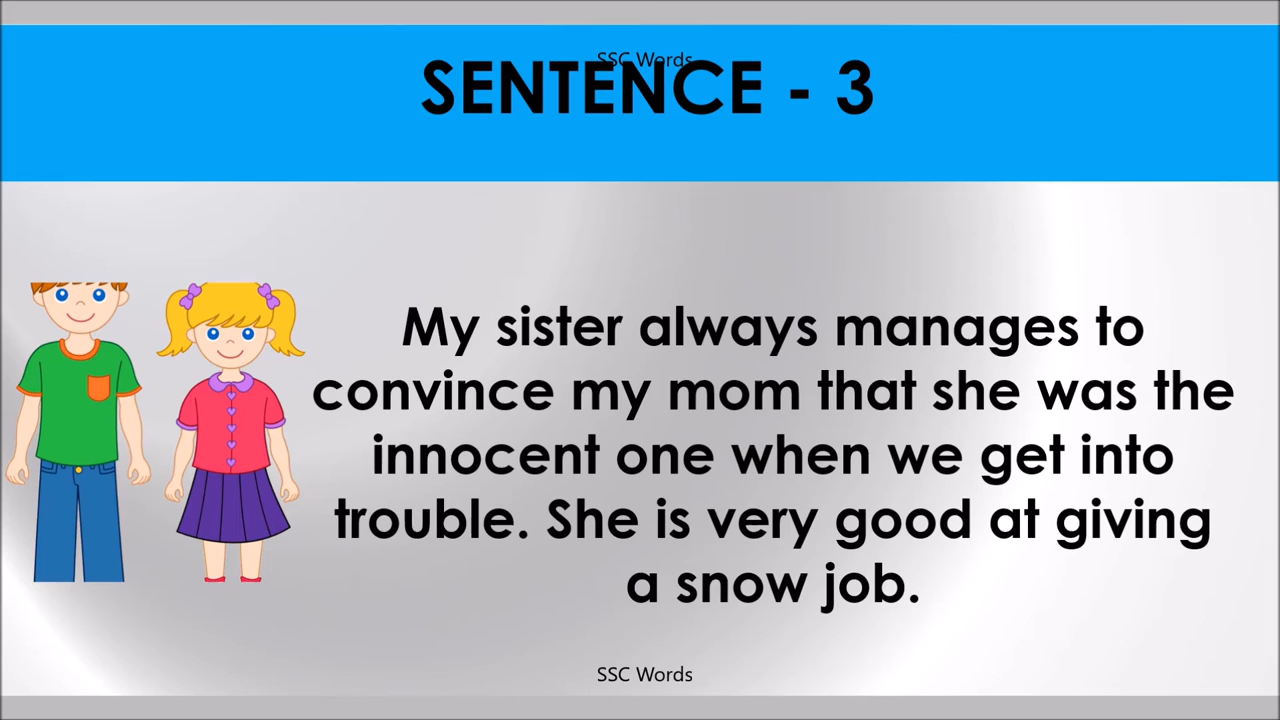 SSC Words
SENTENCE - 3
My sister always manages to
convince my mom that she was the
innocent one when we get into
trouble. She is very good at giving
a snow job.
SSC Words